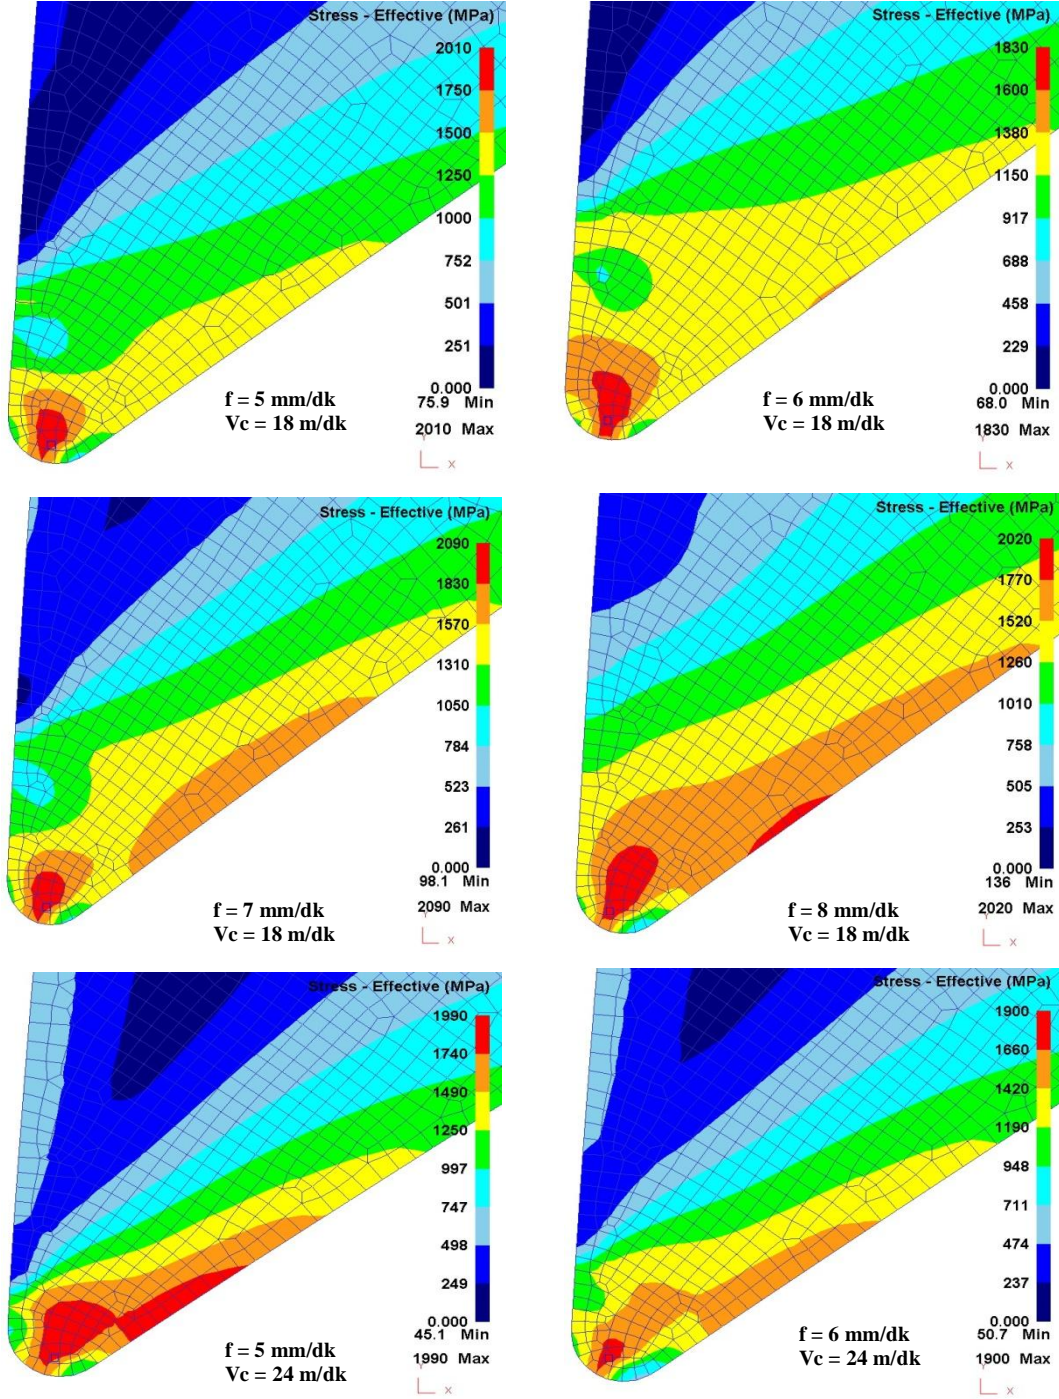 Stress - Effective (MPa)
2010
1750
1500
1250
1000
752
501
251
0.000
75.9 Min
2010 Max
X
f = 5 mm/dk
Vc = 18 m/dk
Stress - Effective (MPa)
1830
1600
1380
1150
917
688
458
229
0.000
68.0 Min
1830 Max
X
f = 6 mm/dk
Vc = 18 m/dk
Stress - Effective (MPa)
2090
1830
1570
1310
1050
784
523
261
0.000
98.1 Min
2090 Max
X
f = 7 mm/dk
Vc = 18 m/dk
Stress - Effective (MPa)
2020
1770
1520
1260
1010
758
505
253
0.000
136 Min
2020 Max
X
f = 8 mm/dk
Vc = 18 m/dk
Stress - Effective (MPa)
1990
1740
1490
1250
997
747
498
249
0.000
45.1 Min
1990 Max
X
f = 5 mm/dk
Vc = 24 m/dk
Stress - Effective (MPa)
1900
1660
1420
1190
948
711
474
237
0.000
50.7 Min
1900 Max
X
f = 6 mm/dk
Vc = 24 m/dk